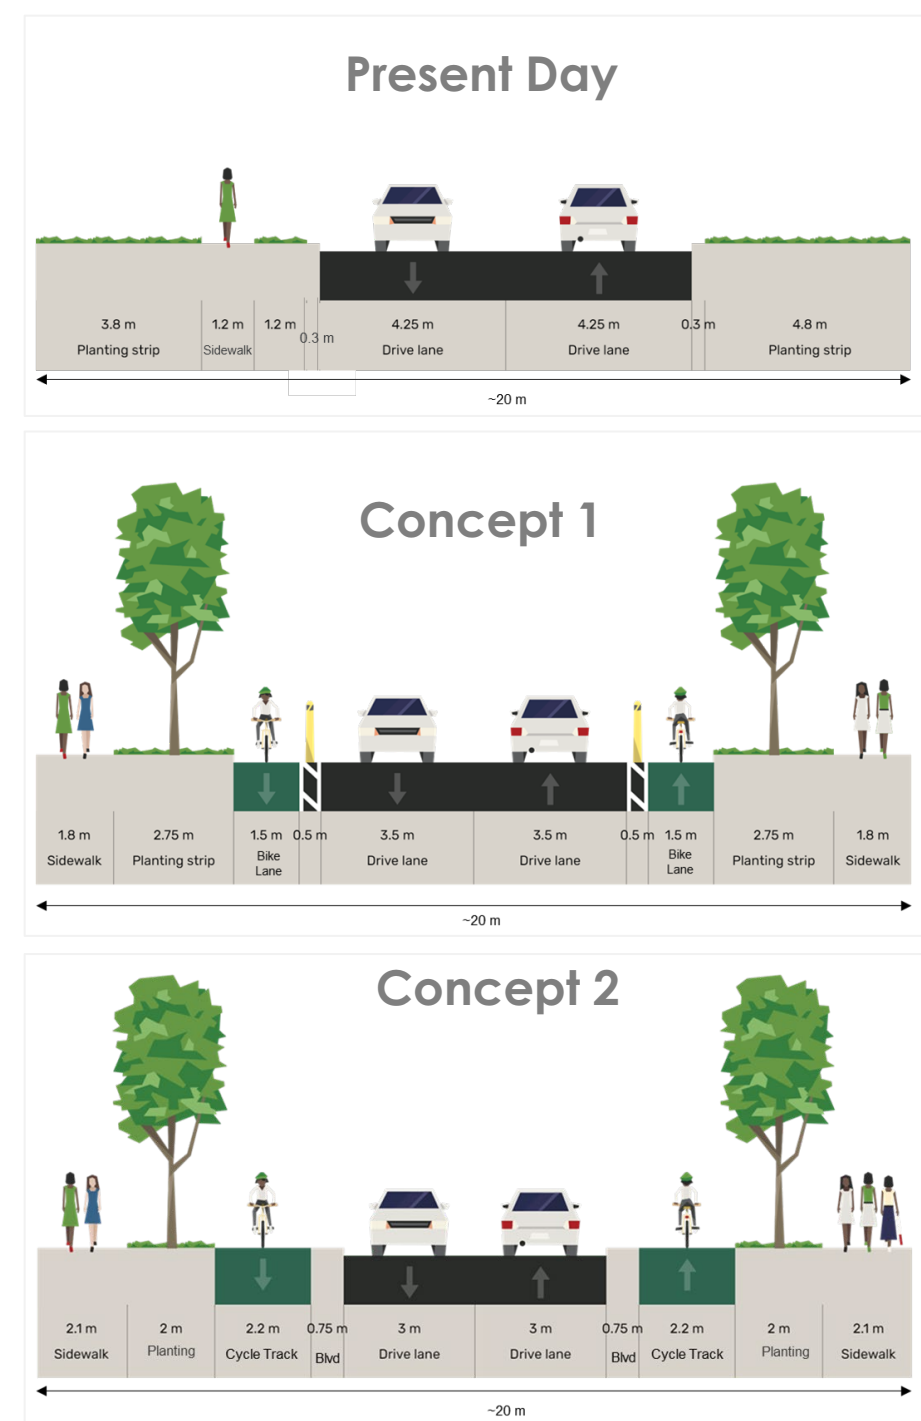 Present Day
3.8 m 1.2 m 1.2 m 0.3 m 4.25 m 4.25 m 0.3 m 4.8 m
Planting strip Sidewalk Drive lane Drive lane Planting strip
~20 m
Concept 1
1.8 m 2.75 m 1.5 m 0.5 m 3.5 m 3.5 m 0.5 m 1.5 m 2.75 m 1.8 m
Sidewalk Planting strip Bike Drive lane Drive lane Bike Planting strip Sidewalk
Lane Lane
~20 m
Concept 2
2.1 m 2 m 2.2 m 0.75 m 3 m 3 m 0.75 m 2.2 m 2 m 2.1 m
Sidewalk Planting Cycle Track Blvd Drive lane Drive lane Blvd Cycle Track Planting Sidewalk
~20 m